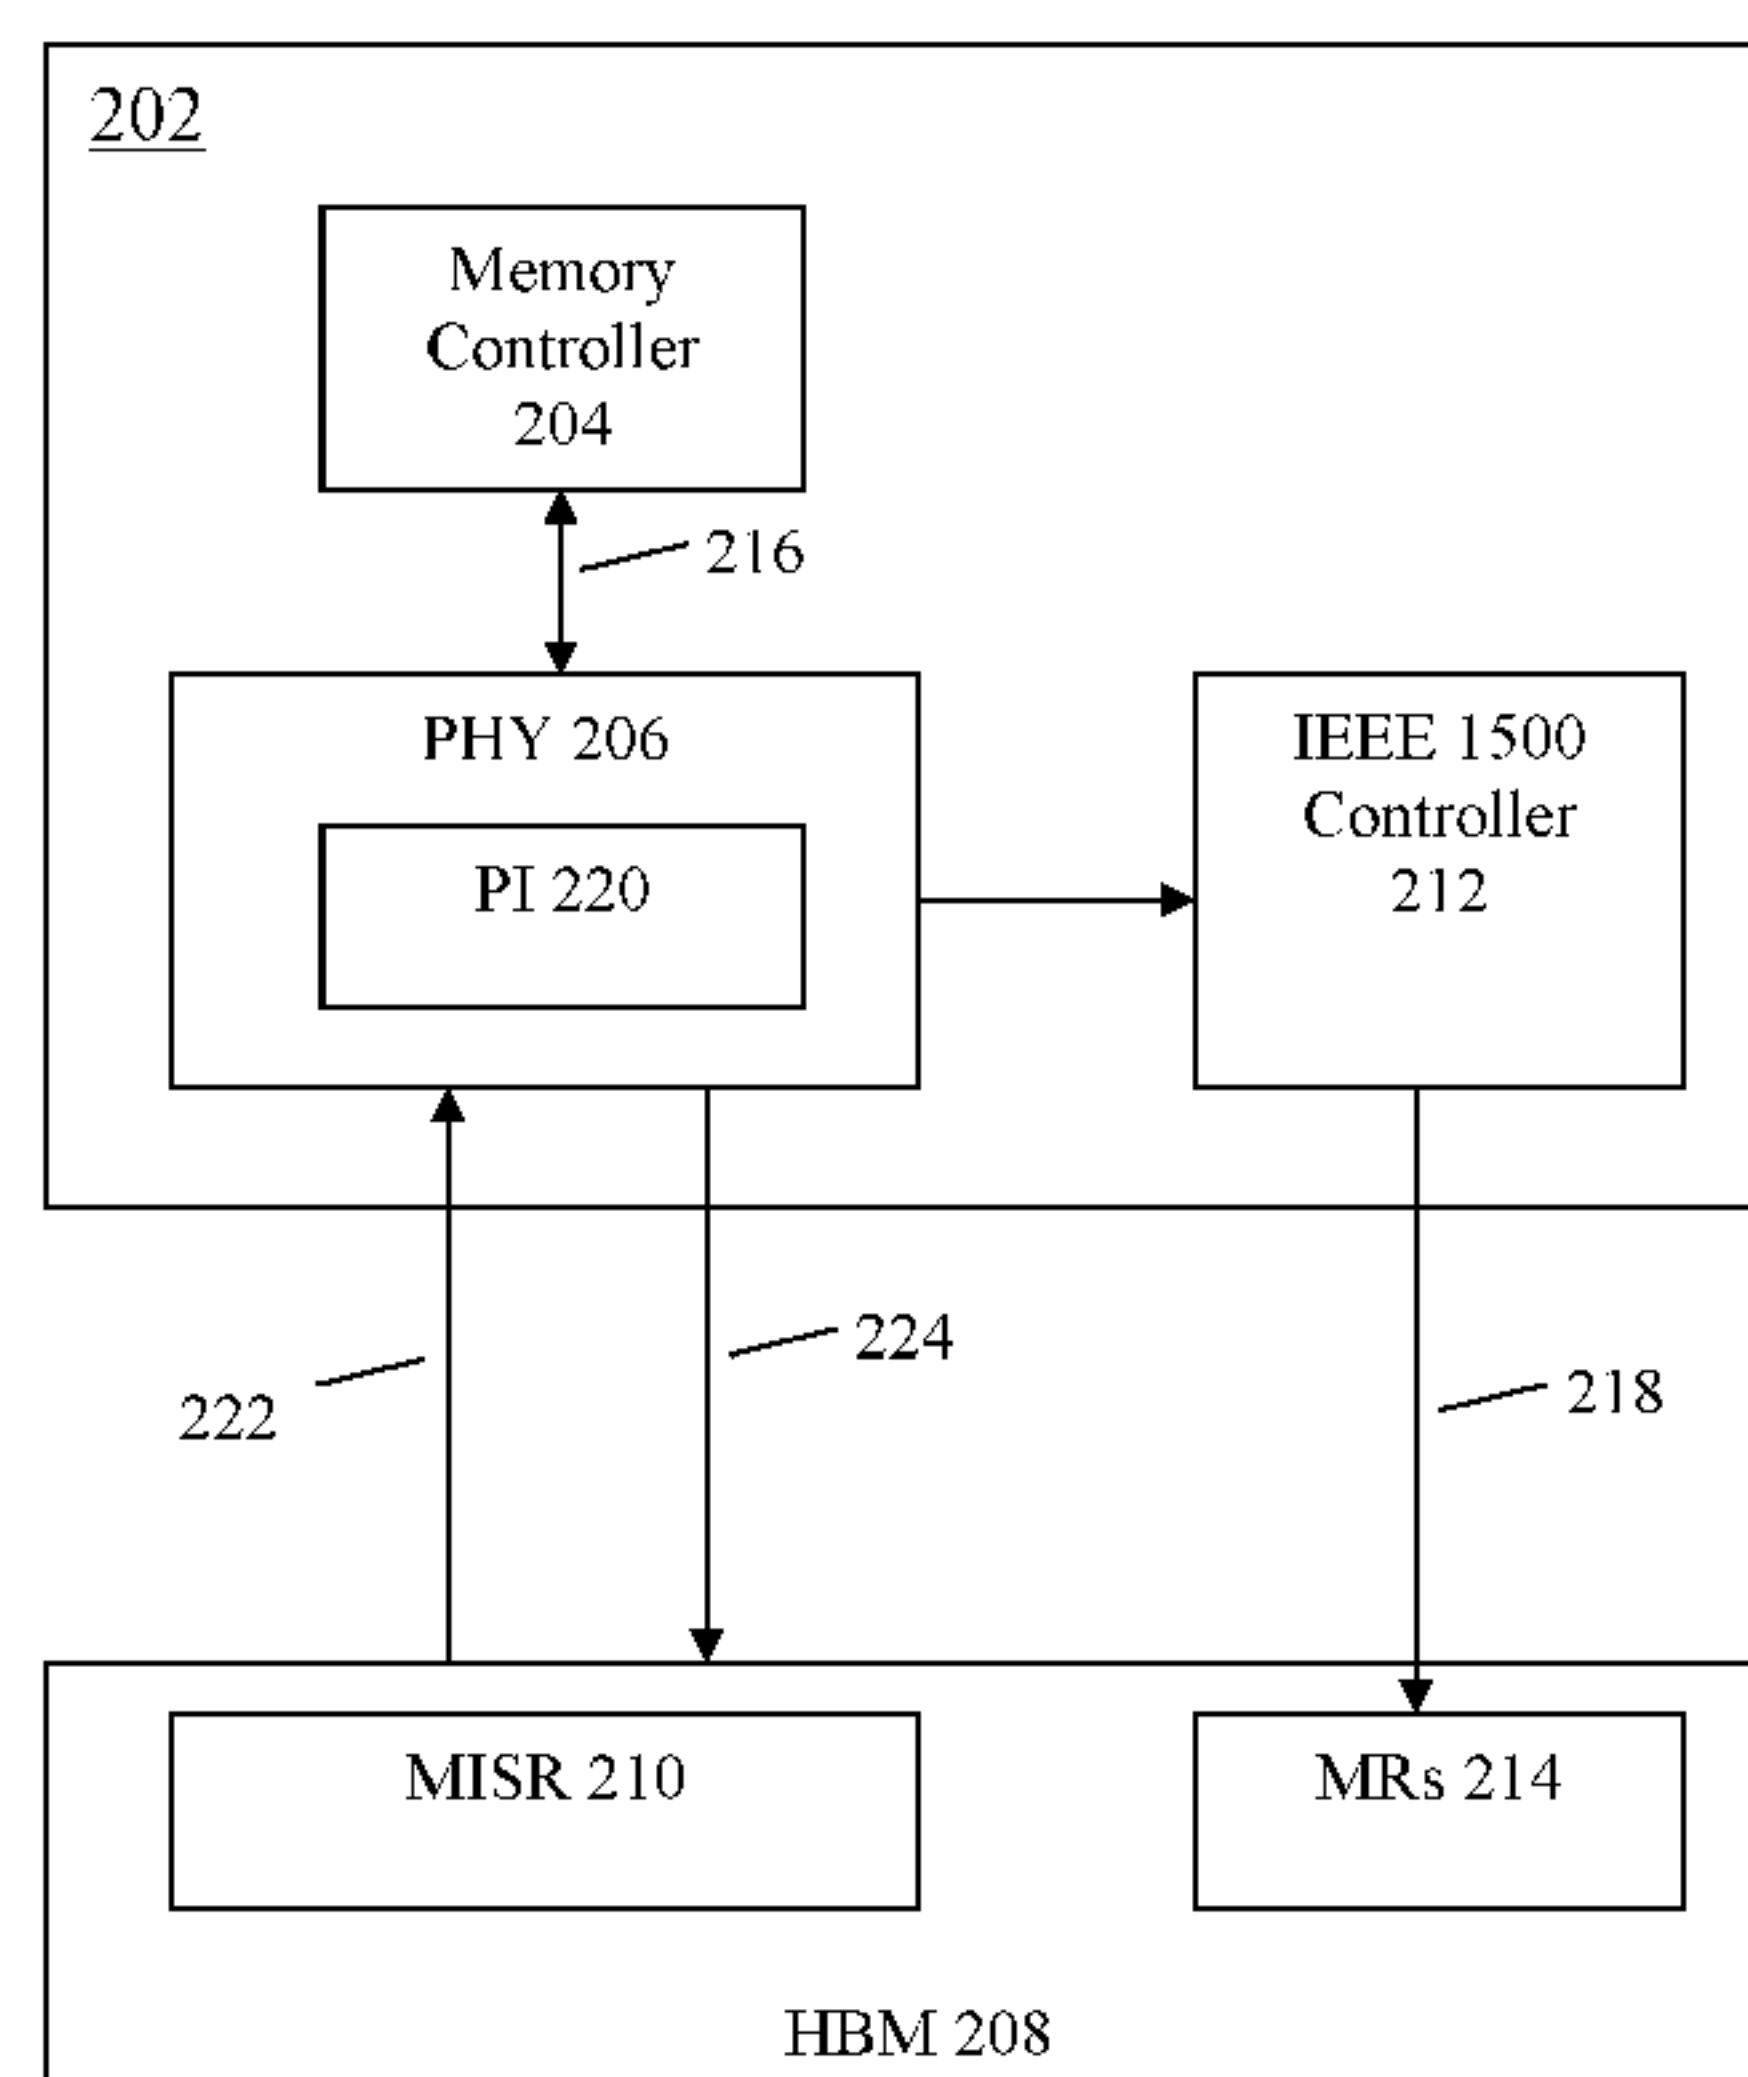 202
Memory
Controller
204
216
PHY 206
PI 220
IEEE 1500
Controller
212
222
224
218
MISR 210
MRs 214
HBM 208